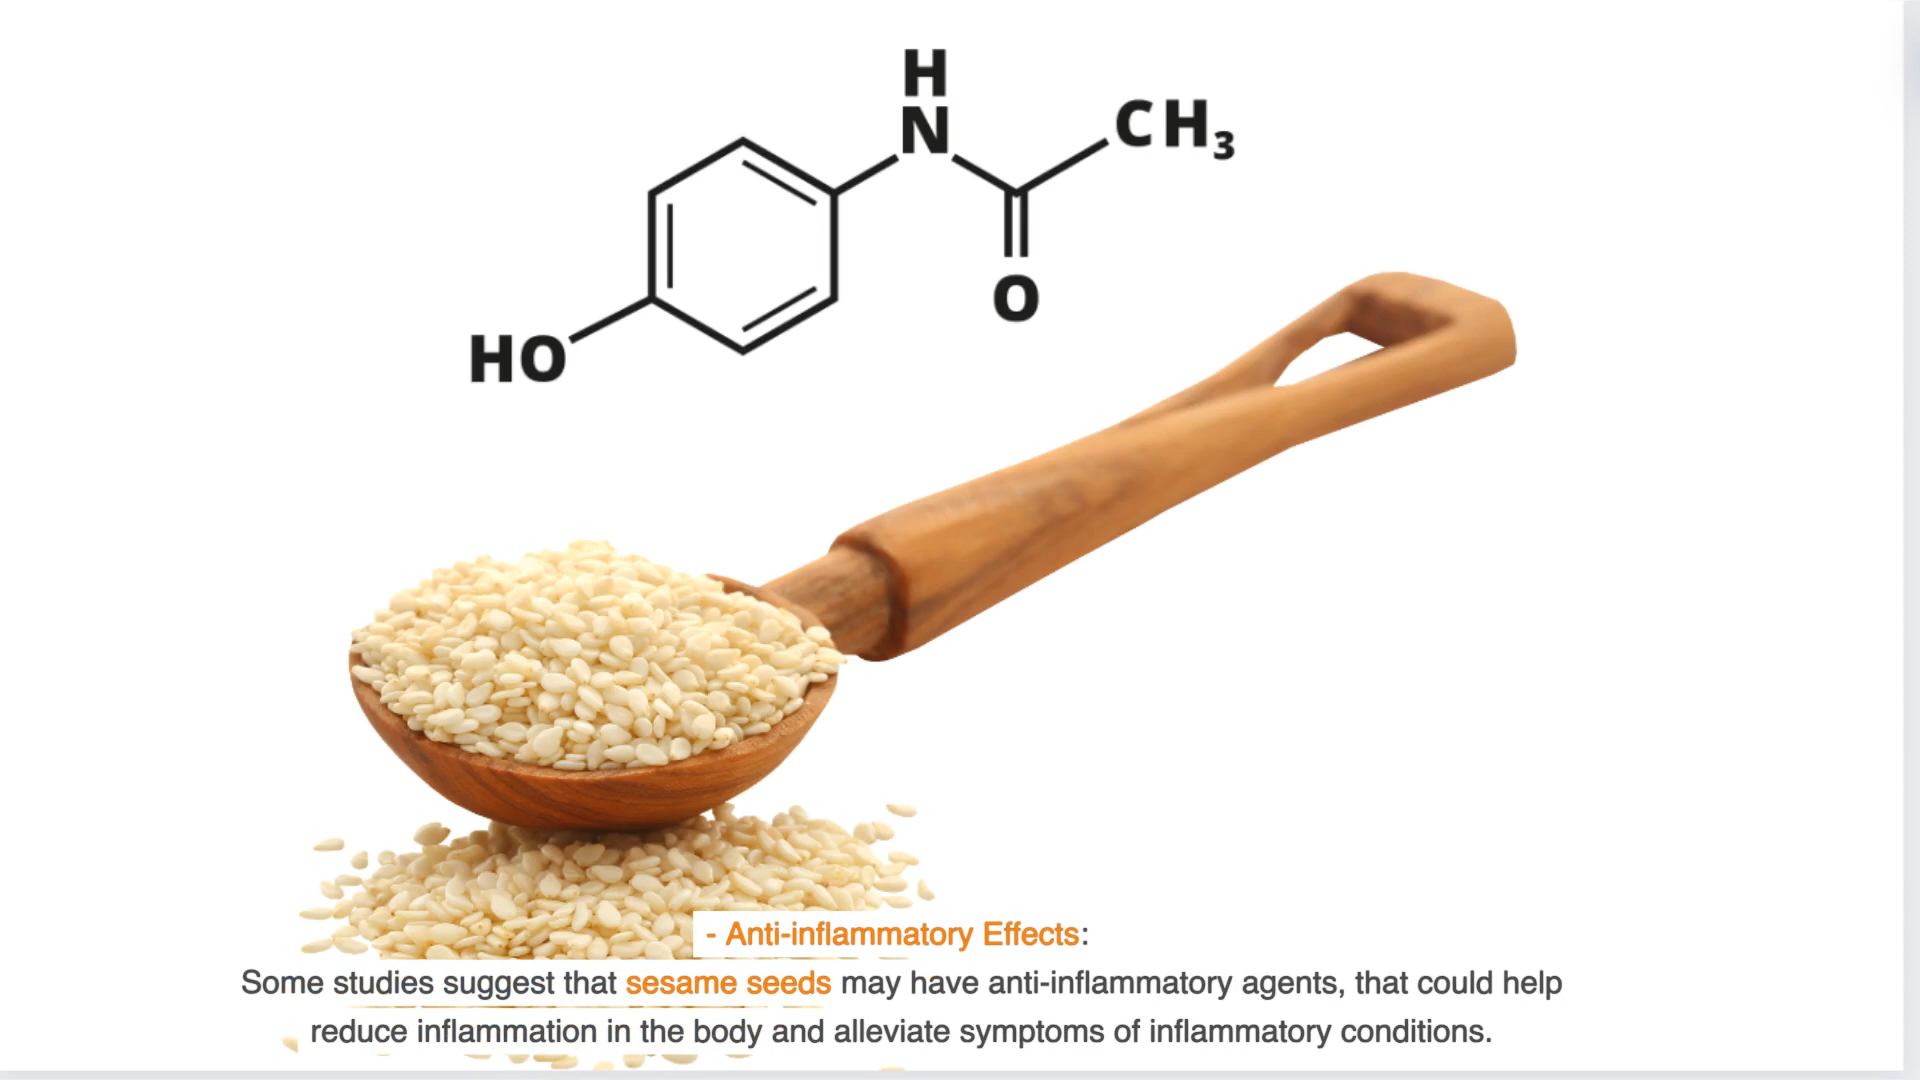 H
N
CH₃
O
HO
- Anti-inflammatory Effects:
Some studies suggest that sesame seeds may have anti-inflammatory agents, that could help
reduce inflammation in the body and alleviate symptoms of inflammatory conditions.